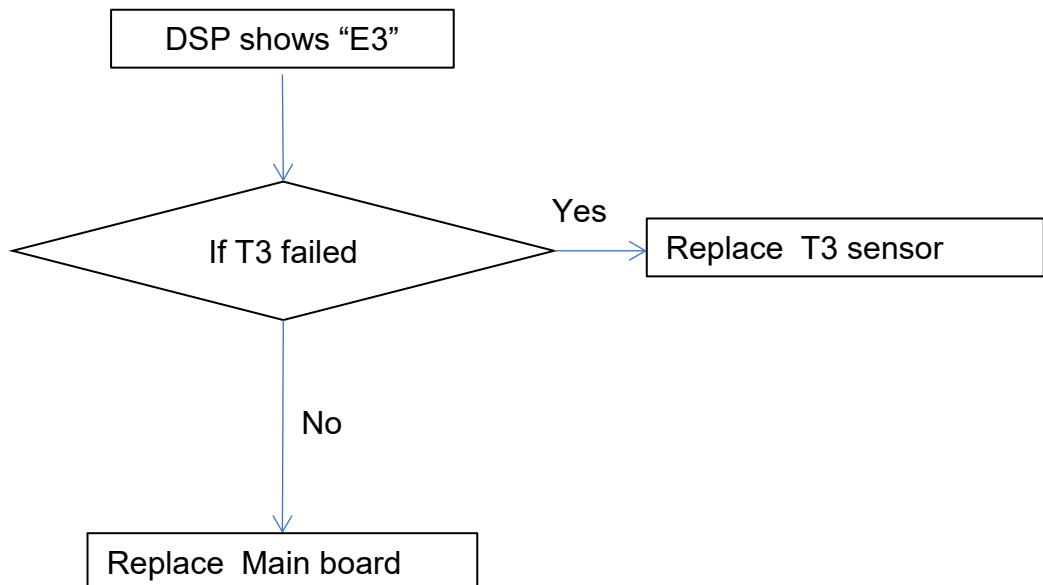 DSP shows “E3”
If T3 failed
Yes
Replace  T3 sensor
No
Replace  Main board